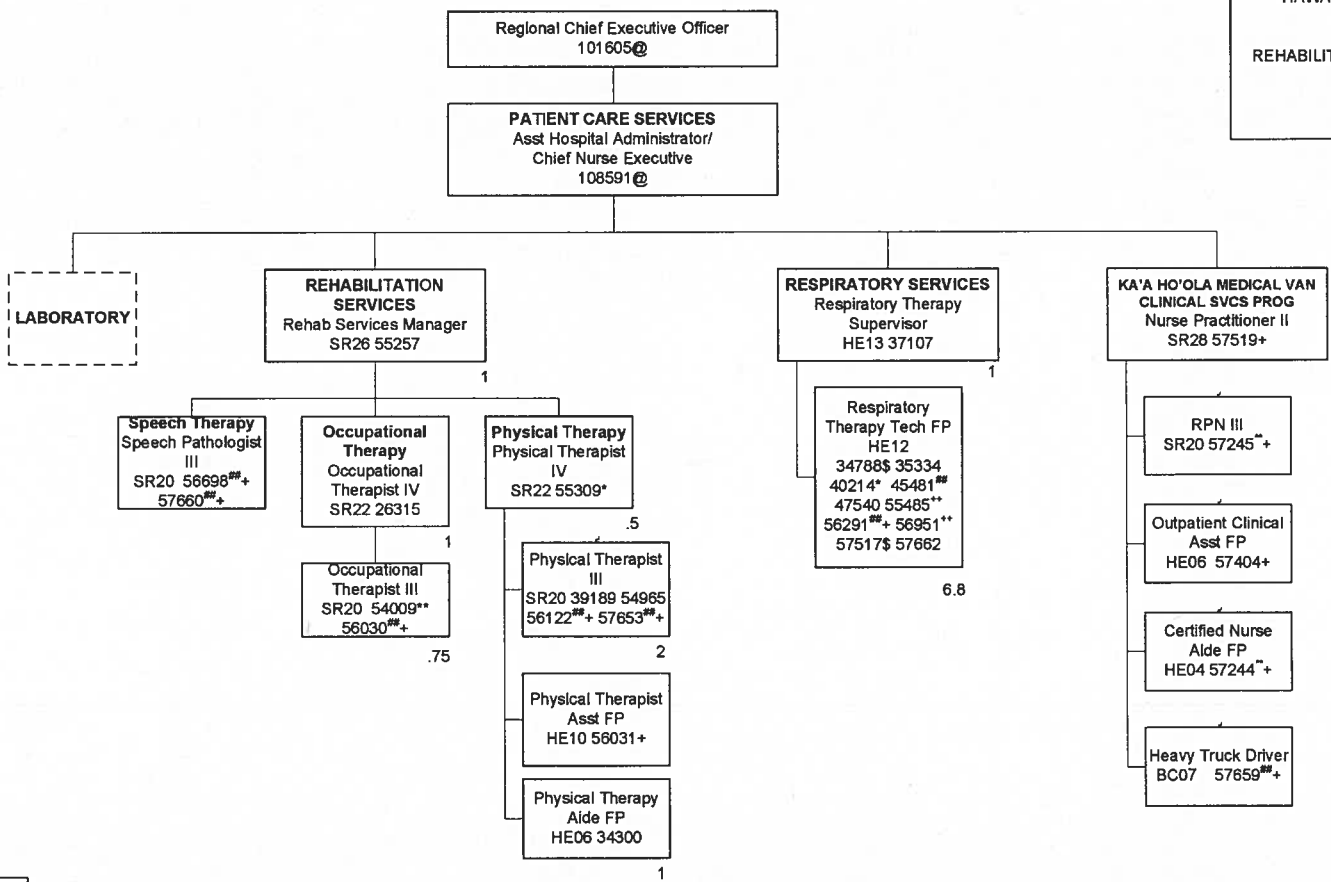 Regional Chief Executive Officer
101605@
HAWA
REHABILIT
PATIENT CARE SERVICES
Asst Hospital Administrator/
Chief Nurse Executive
108591@
LABORATORY
REHABILITATION
SERVICES
Rehab Services Manager
SR26 55257
1
Speech Therapy
Speech Pathologist
III
SR20 56698##+
57660##+
Occupational
Therapy
Occupational
Therapist IV
SR22 26315
1
Occupational
Therapist III
SR20 54009**
56030##+
.75
Physical Therapy
Physical Therapist
IV
SR22 55309*
.5
Physical Therapist
III
SR20 39189 54965
56122##+ 57653##+
2
Physical Therapist
Asst FP
HE10 56031+
Physical Therapy
Aide FP
HE06 34300
1
RESPIRATORY SERVICES
Respiratory Therapy
Supervisor
HE13 37107
1
Respiratory
Therapy Tech FP
HE12
34788$ 35334
40214* 45481##
47540 55485++
56291##+ 56951++
57517$ 57662
6.8
KA'A HO'OLA MEDICAL VAN
CLINICAL SVCS PROG
Nurse Practitioner II
SR28 57519+
RPN III
SR20 57245**+
Outpatient Clinical
Asst FP
HE06 57404+
Certified Nurse
Aide FP
HE04 57244**+
Heavy Truck Driver
BC07 57659##+